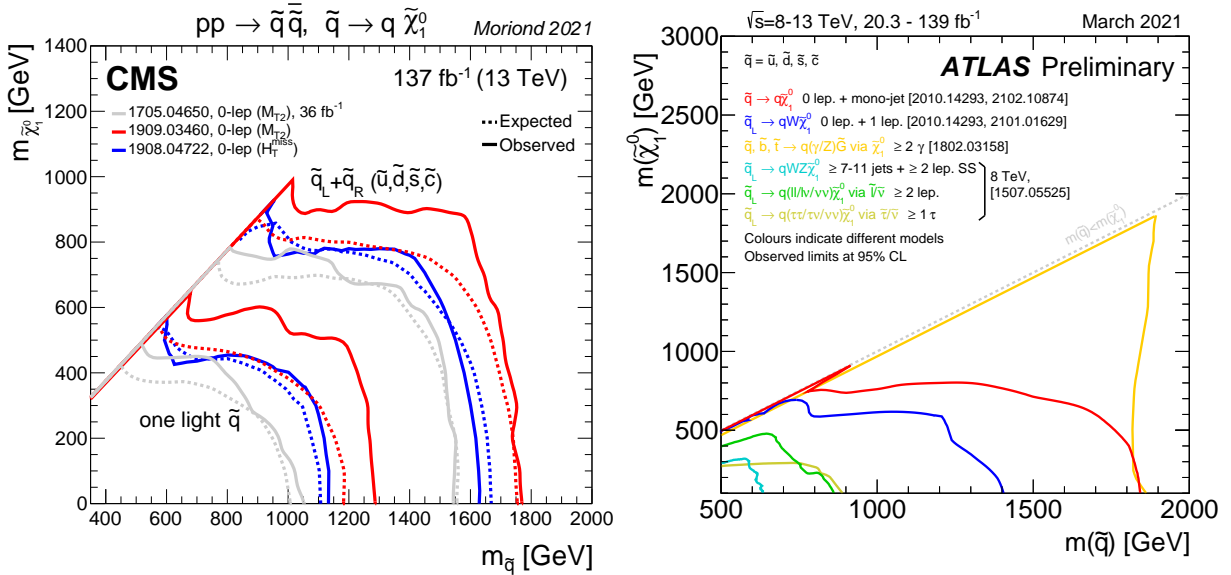 pp → q̃ q̃̄, q̃ → q χ̃₁⁰ Moriond 2021
CMS 137 fb⁻¹ (13 TeV)
1705.04650, 0-lep (M_T2), 36 fb⁻¹
1909.03460, 0-lep (M_T2)
1908.04722, 0-lep (H_T^miss)
Expected
Observed
q̃_L+q̃_R (ũ,d̃,s̃,c̃)
one light q̃
m_χ̃₁⁰ [GeV]
1400
1200
1000
800
600
400
200
0
400 600 800 1000 1200 1400 1600 1800 2000
m_q̃ [GeV]
√s=8-13 TeV, 20.3 - 139 fb⁻¹ March 2021
q̃ = ũ, d̃, s̃, c̃
ATLAS Preliminary
q̃ → qχ̃₁⁰ 0 lep. + mono-jet [2010.14293, 2102.10874]
q̃_L → qWχ̃₁⁰ 0 lep. + 1 lep. [2010.14293, 2101.01629]
q̃, b̃, t̃ → q(γ/Z)G̃ via χ̃₁⁰ ≥ 2 γ [1802.03158]
q̃_L → qWZχ̃₁⁰ ≥ 7-11 jets + ≥ 2 lep. SS
q̃_L → q(ll/lν/νν)χ̃₁⁰ via l̃/ν̃ ≥ 2 lep.
q̃_L → q(ττ/τν/νν)χ̃₁⁰ via τ̃/ν̃ ≥ 1 τ
8 TeV,
[1507.05525]
Colours indicate different models
Observed limits at 95% CL
m(q̃)<m(χ̃₁⁰)
m(χ̃₁⁰) [GeV]
3000
2500
2000
1500
1000
500
500 1000 1500 2000
m(q̃) [GeV]